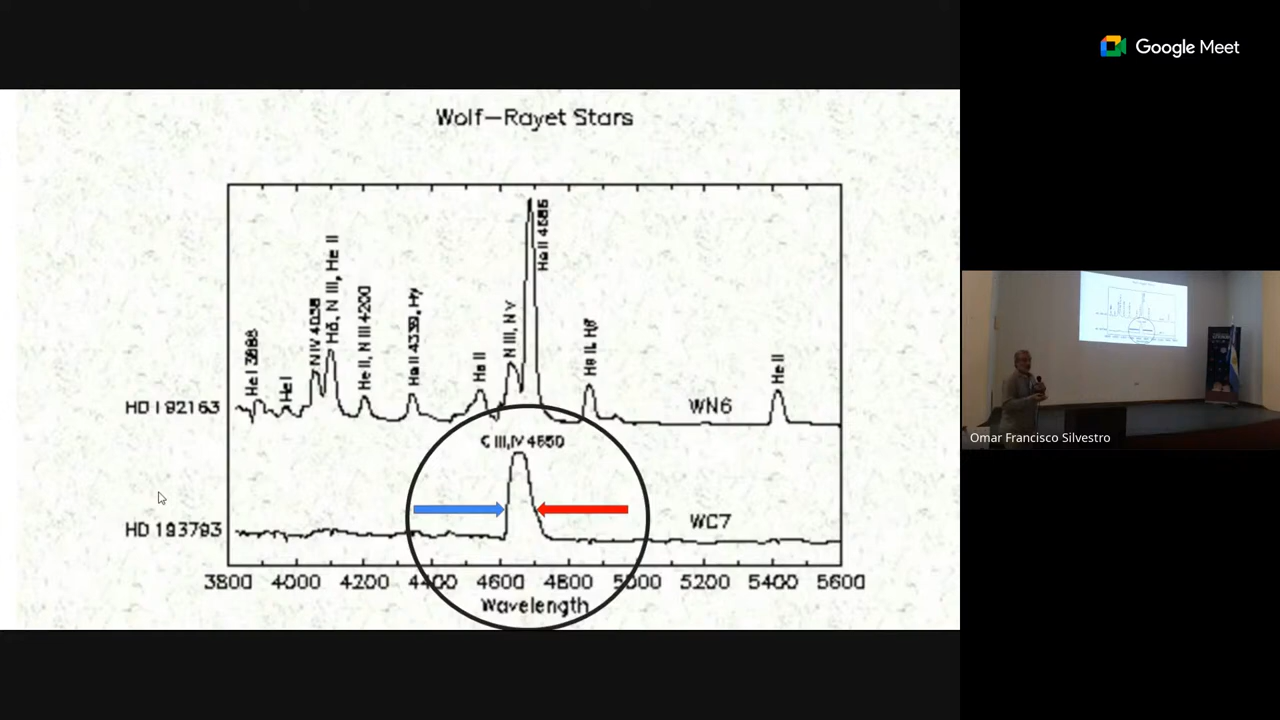 Google Meet
Wolf-Rayet Stars
He I 3888
He I
N IV 4058
Hδ, N III, He II
He II, N III 4200
He II 4339, Hγ
He II
N III, N V
He II 4686
He II, Hβ
He II
HD 192163
WN6
C III,IV 4650
HD 193793
WC7
3800 4000 4200 4400 4600 4800 5000 5200 5400 5600
Wavelength
Omar Francisco Silvestro